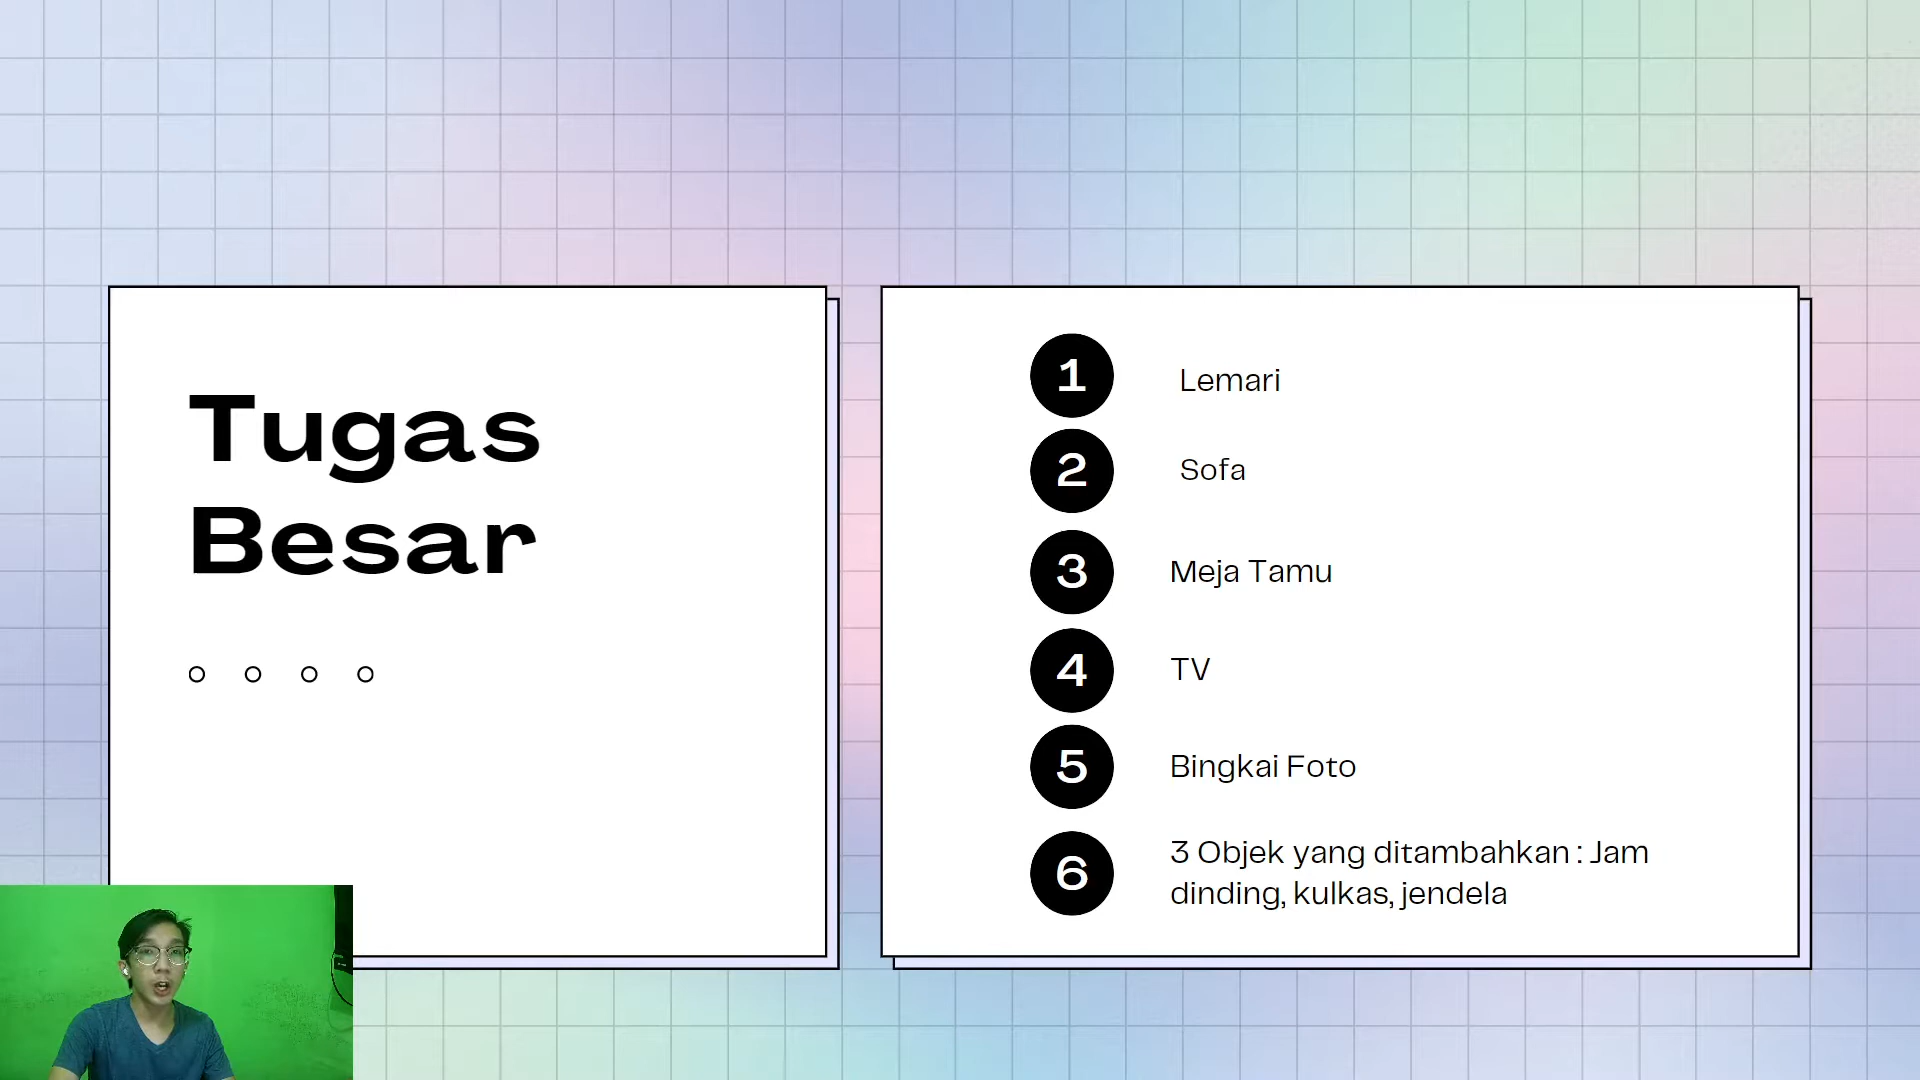 Tugas
Besar
1
Lemari
2
Sofa
3
Meja Tamu
4
TV
5
Bingkai Foto
6
3 Objek yang ditambahkan : Jam
dinding, kulkas, jendela